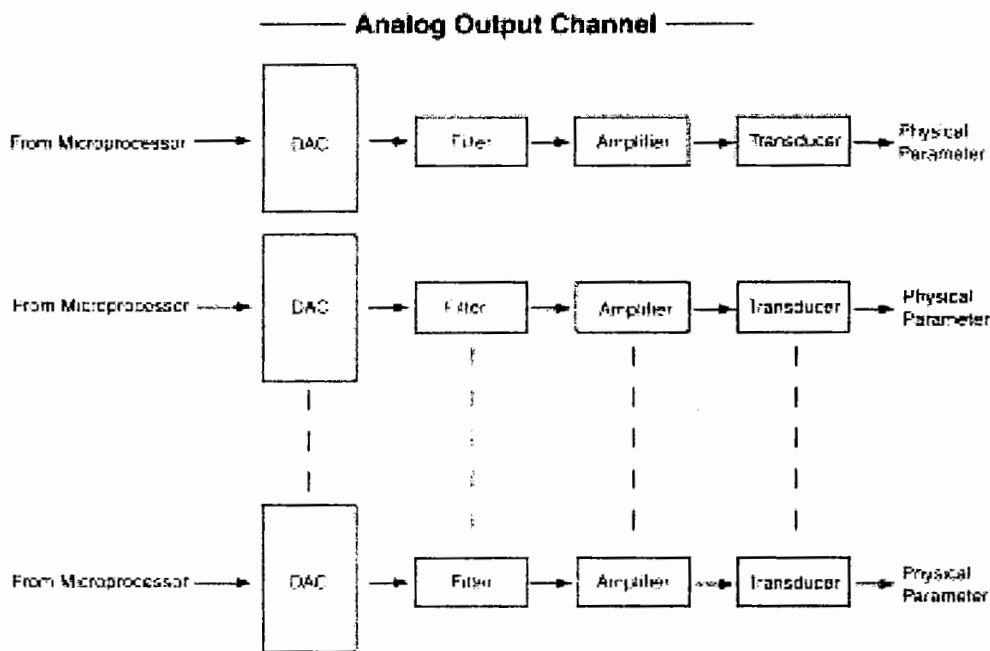 Analog Output Channel
From Microprocessor
DAC
Filter
Amplifier
Transducer
Physical
Parameter
From Microprocessor
DAC
Filter
Amplifier
Transducer
Physical
Parameter
From Microprocessor
DAC
Filter
Amplifier
Transducer
Physical
Parameter